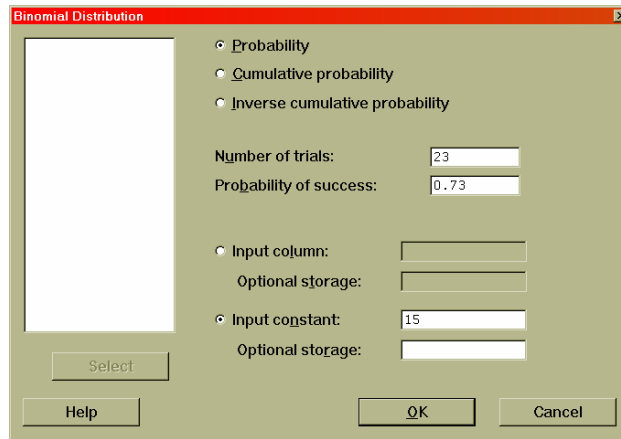 Binomial Distribution
Probability
Cumulative probability
Inverse cumulative probability
Number of trials: 23
Probability of success: 0.73
Input column:
Optional storage:
Input constant: 15
Optional storage:
Select
Help OK Cancel